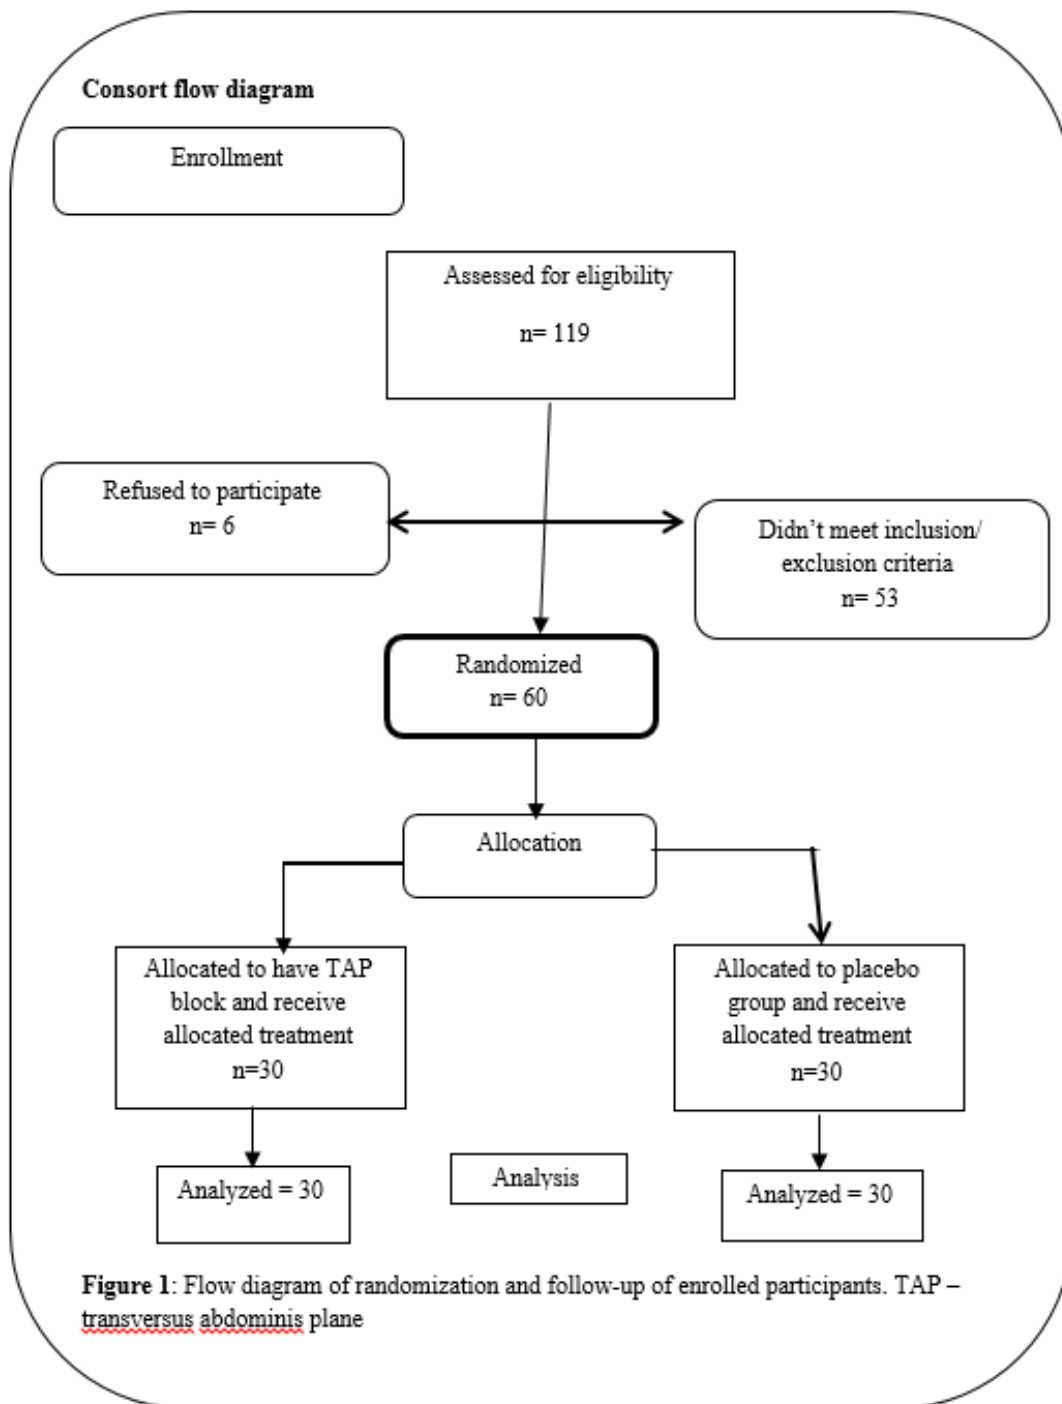 Consort flow diagram
Enrollment
Assessed for eligibility
n= 119
Refused to participate
n= 6
Didn’t meet inclusion/
exclusion criteria
n= 53
Randomized
n= 60
Allocation
Allocated to have TAP
block and receive
allocated treatment
n=30
Allocated to placebo
group and receive
allocated treatment
n=30
Analyzed = 30
Analysis
Analyzed = 30
Figure 1: Flow diagram of randomization and follow-up of enrolled participants. TAP –
transversus abdominis plane